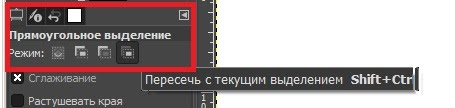 Прямоугольное выделение
Режим:
Сглаживание
Пересечь с текущим выделением Shift+Ctr
Растушевать края